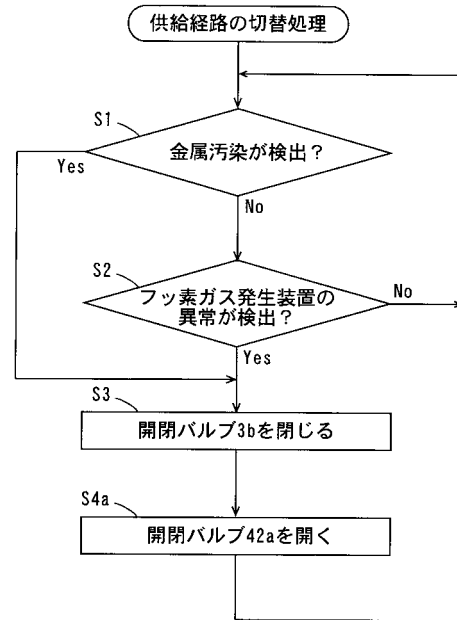 供給経路の切替処理
S1
金属汚染が検出？
Yes
No
S2
フッ素ガス発生装置の
異常が検出？
No
Yes
S3
開閉バルブ3bを閉じる
S4a
開閉バルブ42aを開く